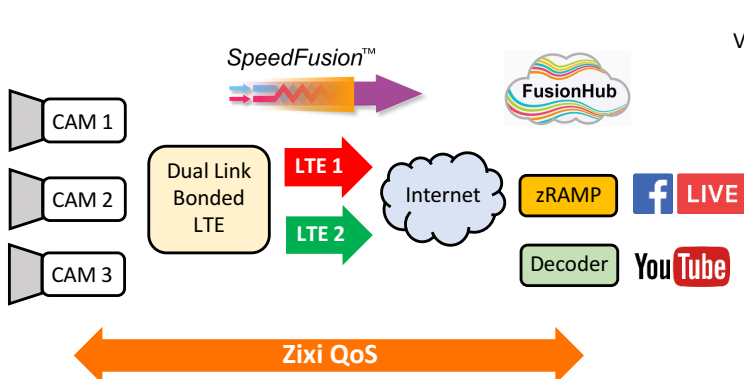 V
SpeedFusion™
FusionHub
CAM 1
CAM 2
CAM 3
Dual Link
Bonded
LTE
LTE 1
LTE 2
Internet
zRAMP
f LIVE
Decoder
YouTube
Zixi QoS